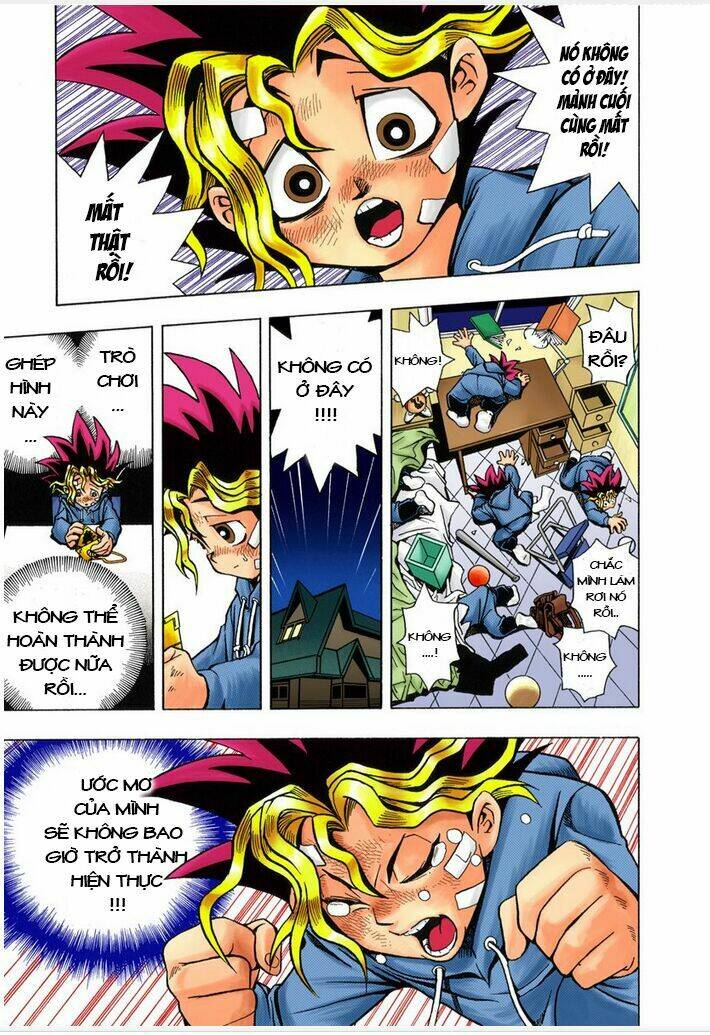 NÓ KHÔNG
CÓ Ở ĐÂY!
MẢNH CUỐI
CÙNG MẤT
RỒI!
MẤT
THẬT
RỒI!
ĐÂU
RỒI?
KHÔNG!
CHẮC
MÌNH LÀM
RƠI NÓ
RỒI..
KHÔNG
.....
KHÔNG
....!
KHÔNG CÓ
Ở ĐÂY
!!!!
TRÒ
CHƠI
...
GHÉP
HÌNH
NÀY
...
KHÔNG THỂ
HOÀN THÀNH
ĐƯỢC NỮA
RỒI...
ƯỚC MƠ
CỦA MÌNH
SẼ KHÔNG BAO
GIỜ TRỞ THÀNH
HIỆN THỰC
!!!